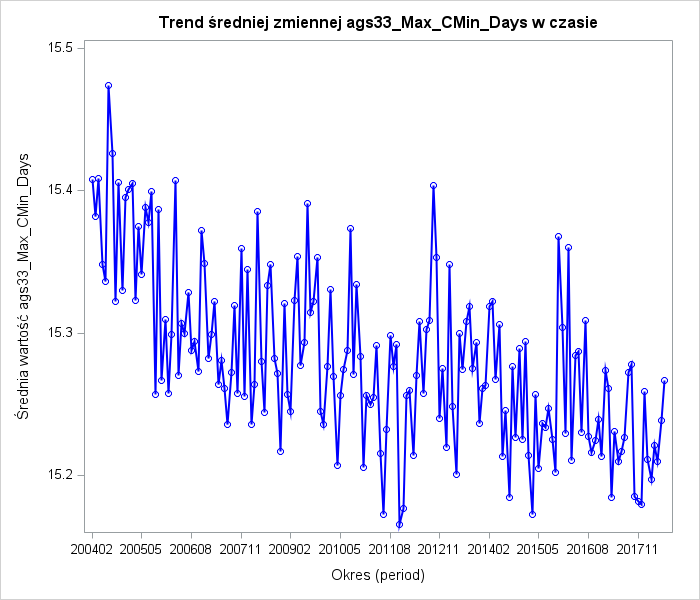 Trend średniej zmiennej ags33_Max_CMin_Days w czasie
Średnia wartość ags33_Max_CMin_Days
15.5
15.4
15.3
15.2
200402 200505 200608 200711 200902 201005 201108 201211 201402 201505 201608 201711
Okres (period)